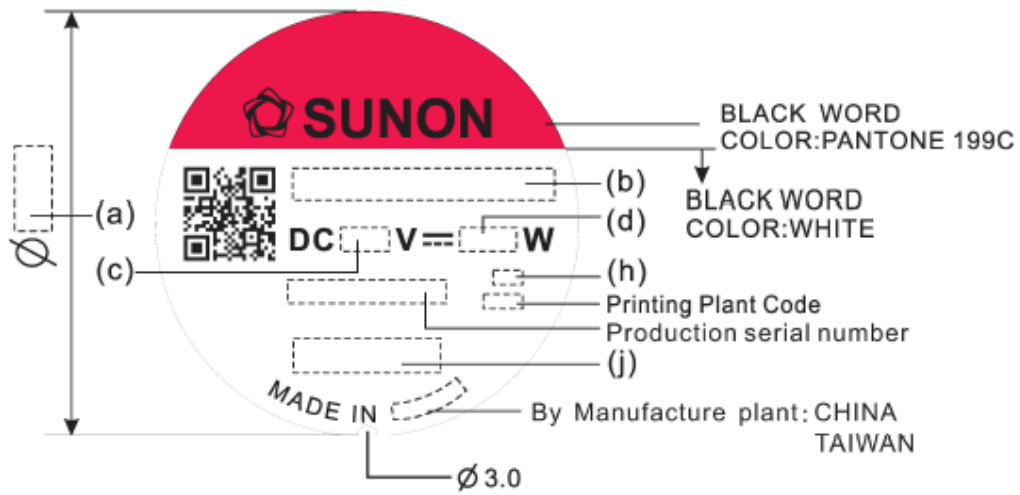 SUNON
BLACK WORD
COLOR:PANTONE 199C
(b)
BLACK WORD
COLOR:WHITE
(a)
Ø
DC V W
(d)
(c)
(h)
Printing Plant Code
Production serial number
(j)
MADE IN
By Manufacture plant: CHINA
TAIWAN
Ø 3.0